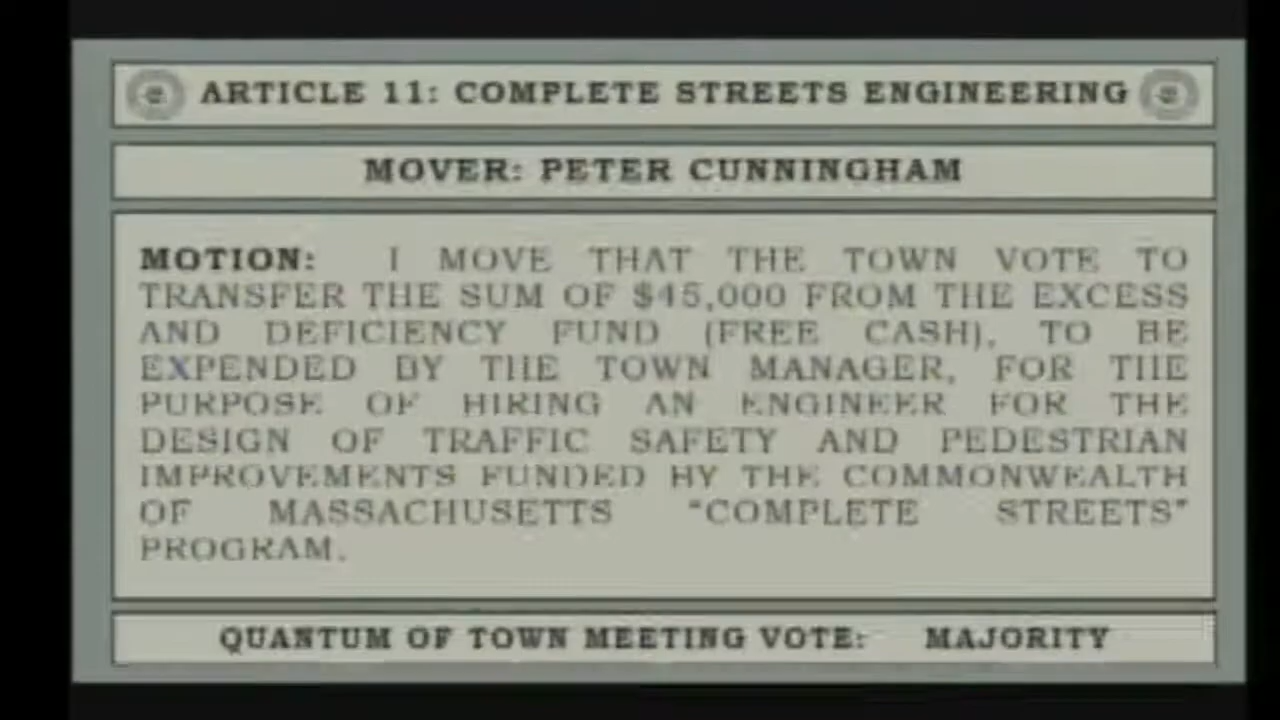 ARTICLE 11: COMPLETE STREETS ENGINEERING
MOVER: PETER CUNNINGHAM
MOTION: I MOVE THAT THE TOWN VOTE TO
TRANSFER THE SUM OF $45,000 FROM THE EXCESS
AND DEFICIENCY FUND (FREE CASH), TO BE
EXPENDED BY THE TOWN MANAGER, FOR THE
PURPOSE OF HIRING AN ENGINEER FOR THE
DESIGN OF TRAFFIC SAFETY AND PEDESTRIAN
IMPROVEMENTS FUNDED BY THE COMMONWEALTH
OF MASSACHUSETTS "COMPLETE STREETS"
PROGRAM.
QUANTUM OF TOWN MEETING VOTE: MAJORITY